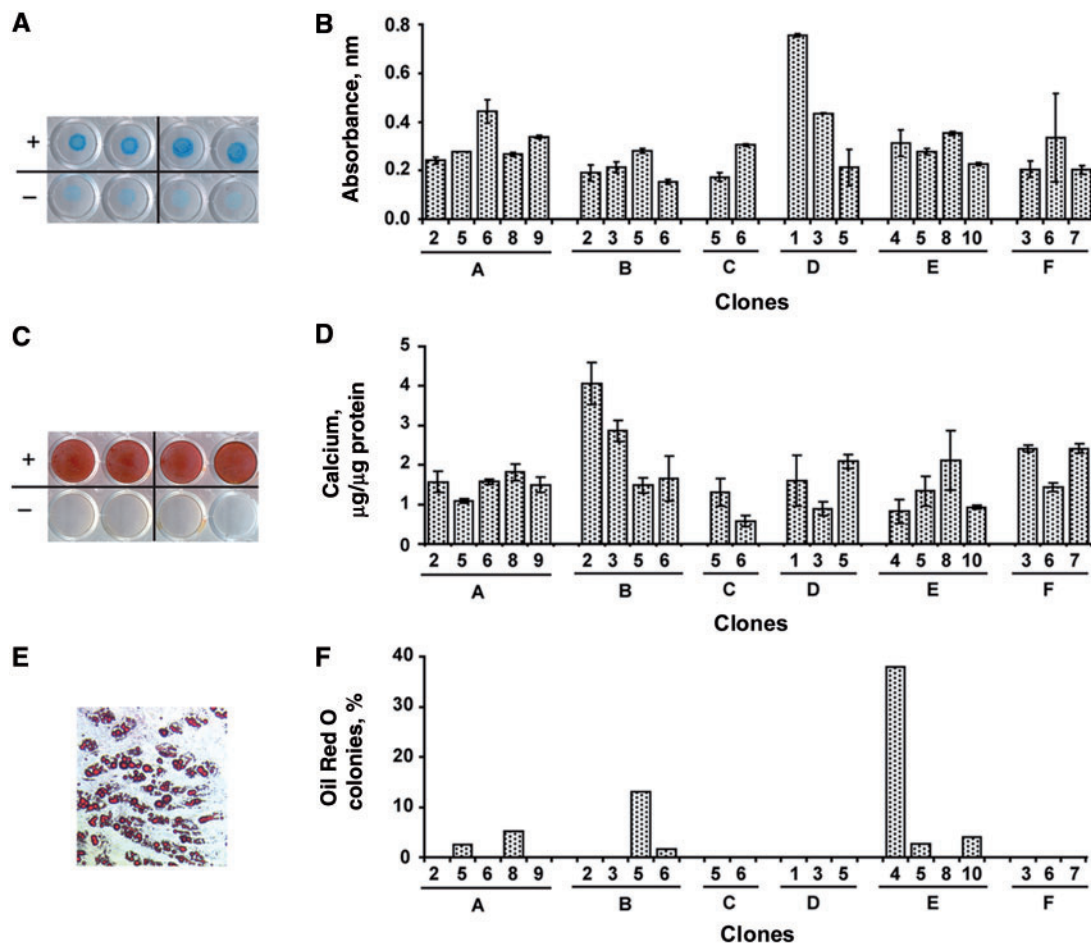 A
+
−
B
Absorbance, nm
0.8
0.6
0.4
0.2
0.0
2 5 6 8 9 2 3 5 6 5 6 1 3 5 4 5 8 10 3 6 7
A B C D E F
Clones
C
+
−
D
Calcium,
µg/µg protein
5
4
3
2
1
0
2 5 6 8 9 2 3 5 6 5 6 1 3 5 4 5 8 10 3 6 7
A B C D E F
Clones
E
F
Oil Red O
colonies, %
40
30
20
10
0
2 5 6 8 9 2 3 5 6 5 6 1 3 5 4 5 8 10 3 6 7
A B C D E F
Clones